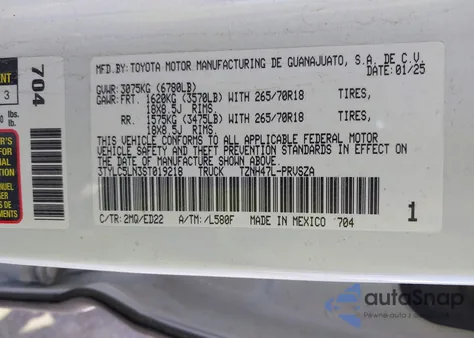 MFD.BY: TOYOTA MOTOR MANUFACTURING DE GUANAJUATO, S.A. DE C.V.
DATE: 01/25
GVWR: 3075KG (6780LB)
GAWR: FRT. 1620KG (3570LB) WITH 265/70R18 TIRES,
18X8.5J RIMS
RR. 1575KG (3475LB) WITH 265/70R18 TIRES,
18X8.5J RIMS
THIS VEHICLE CONFORMS TO ALL APPLICABLE FEDERAL MOTOR
VEHICLE SAFETY AND THEFT PREVENTION STANDARDS IN EFFECT ON
THE DATE OF MANUFACTURE SHOWN ABOVE.
3TYLC5LN3ST019218 TRUCK TZNH47L-PRVSZA
C/TR: 2MQ/ED22 A/TM: /L580F MADE IN MEXICO 704
1
704
3
lbs.
lb.
autoSnap